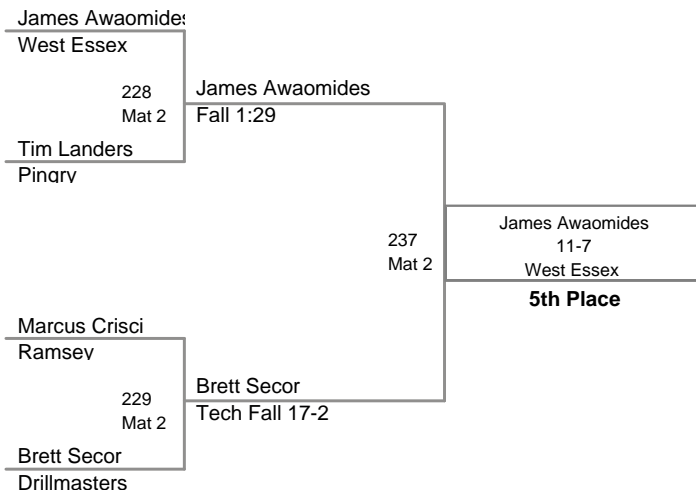 James Awaomides
West Essex
228
Mat 2
James Awaomides
Fall 1:29
Tim Landers
Pingry
237
Mat 2
James Awaomides
11-7
West Essex
5th Place
Marcus Crisci
Ramsey
229
Mat 2
Brett Secor
Tech Fall 17-2
Brett Secor
Drillmasters